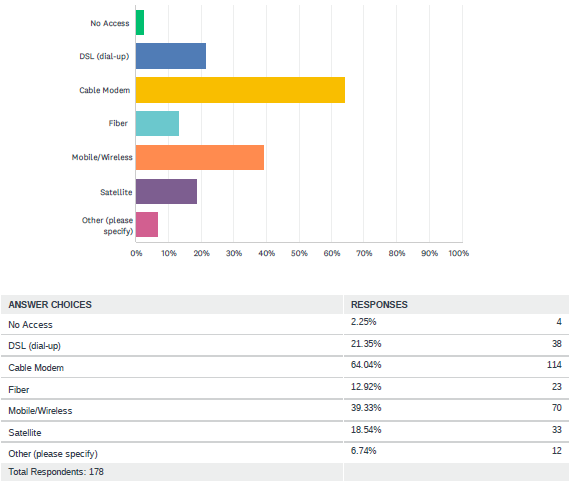 No Access
DSL (dial-up)
Cable Modem
Fiber
Mobile/Wireless
Satellite
Other (please
specify)
0% 10% 20% 30% 40% 50% 60% 70% 80% 90% 100%
ANSWER CHOICES RESPONSES
No Access 2.25% 4
DSL (dial-up) 21.35% 38
Cable Modem 64.04% 114
Fiber 12.92% 23
Mobile/Wireless 39.33% 70
Satellite 18.54% 33
Other (please specify) 6.74% 12
Total Respondents: 178